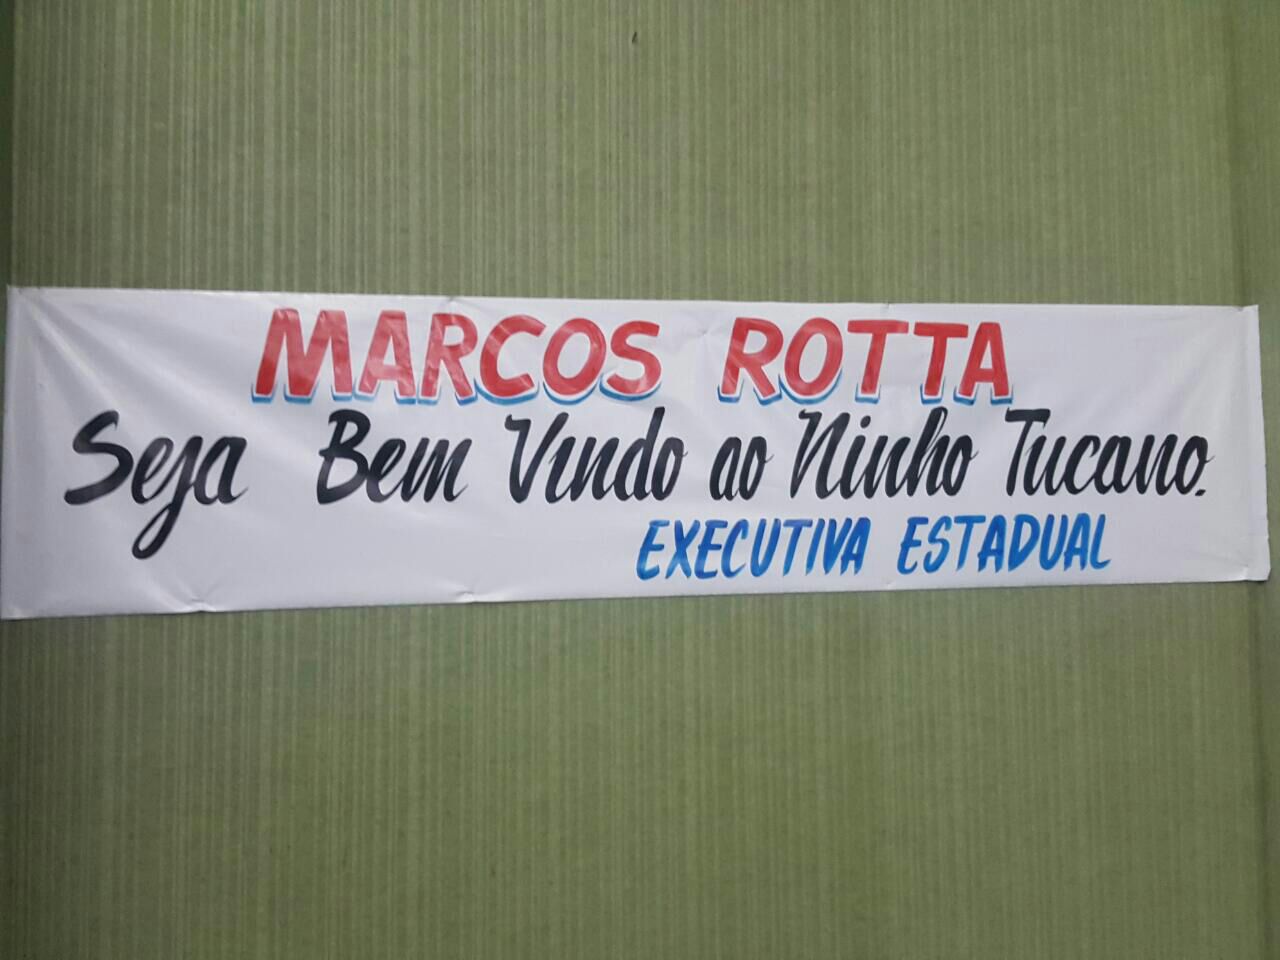 MARCOS ROTTA
Seja Bem Vindo ao Ninho Tucano.
EXECUTIVA ESTADUAL